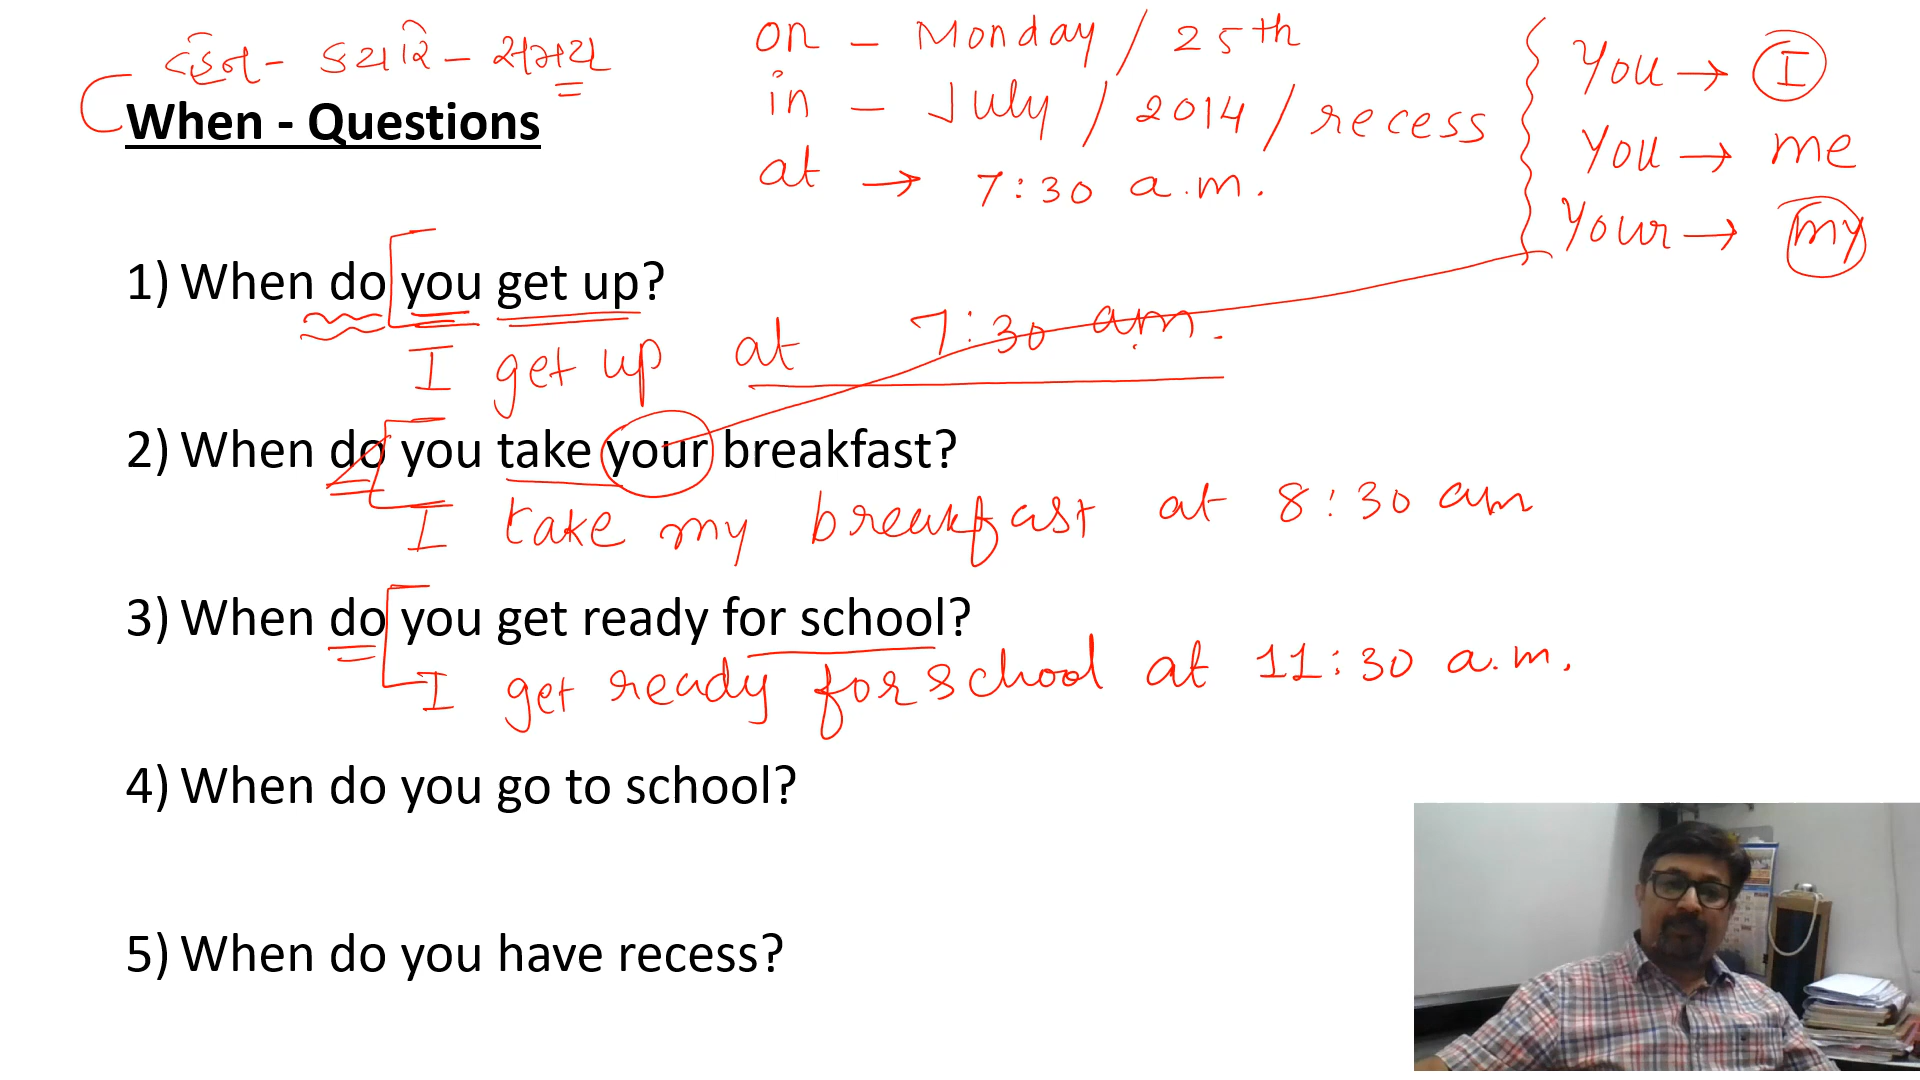 વ્હેન - કયારે - સમય
When - Questions
on - Monday / 25th
in - July / 2014 / recess
at → 7:30 a.m.
You → I
You → me
Your → my
1) When do you get up?
I get up at 7:30 am.
2) When do you take your breakfast?
I take my breakfast at 8:30 am
3) When do you get ready for school?
I get ready for school at 11:30 a.m.
4) When do you go to school?
5) When do you have recess?